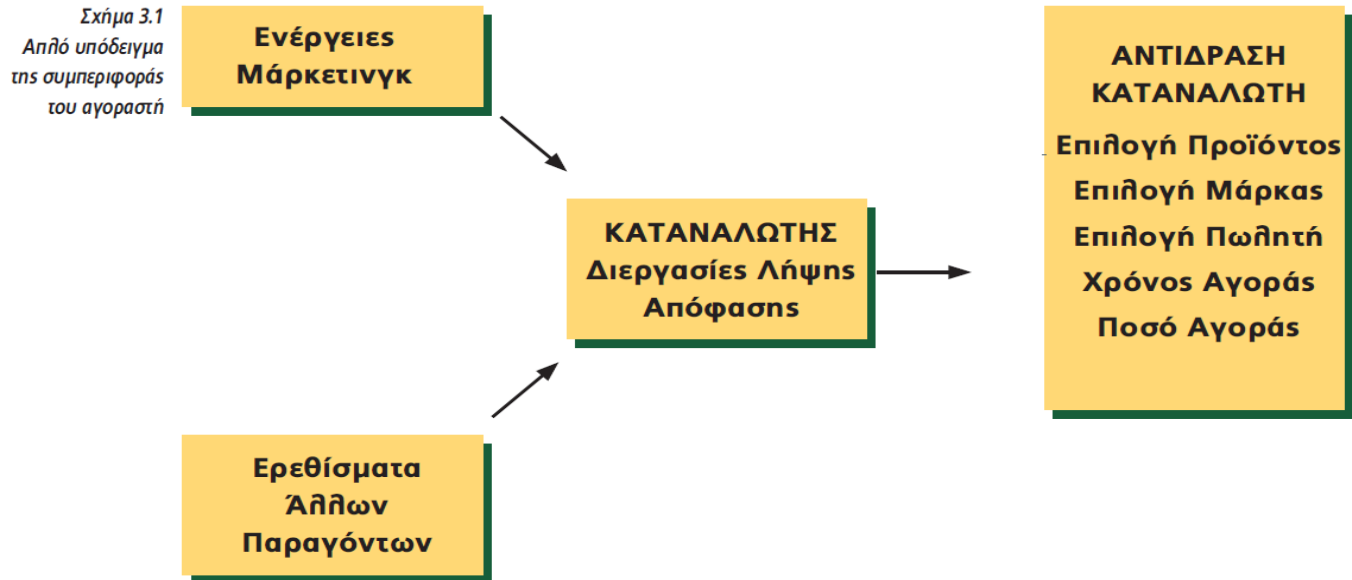 Σχήμα 3.1
Απλό υπόδειγμα
της συμπεριφοράς
του αγοραστή
Ενέργειες
Μάρκετινγκ
Ερεθίσματα
Άλλων
Παραγόντων
ΚΑΤΑΝΑΛΩΤΗΣ
Διεργασίες Λήψης
Απόφασης
ΑΝΤΙΔΡΑΣΗ
ΚΑΤΑΝΑΛΩΤΗ
Επιλογή Προϊόντος
Επιλογή Μάρκας
Επιλογή Πωλητή
Χρόνος Αγοράς
Ποσό Αγοράς